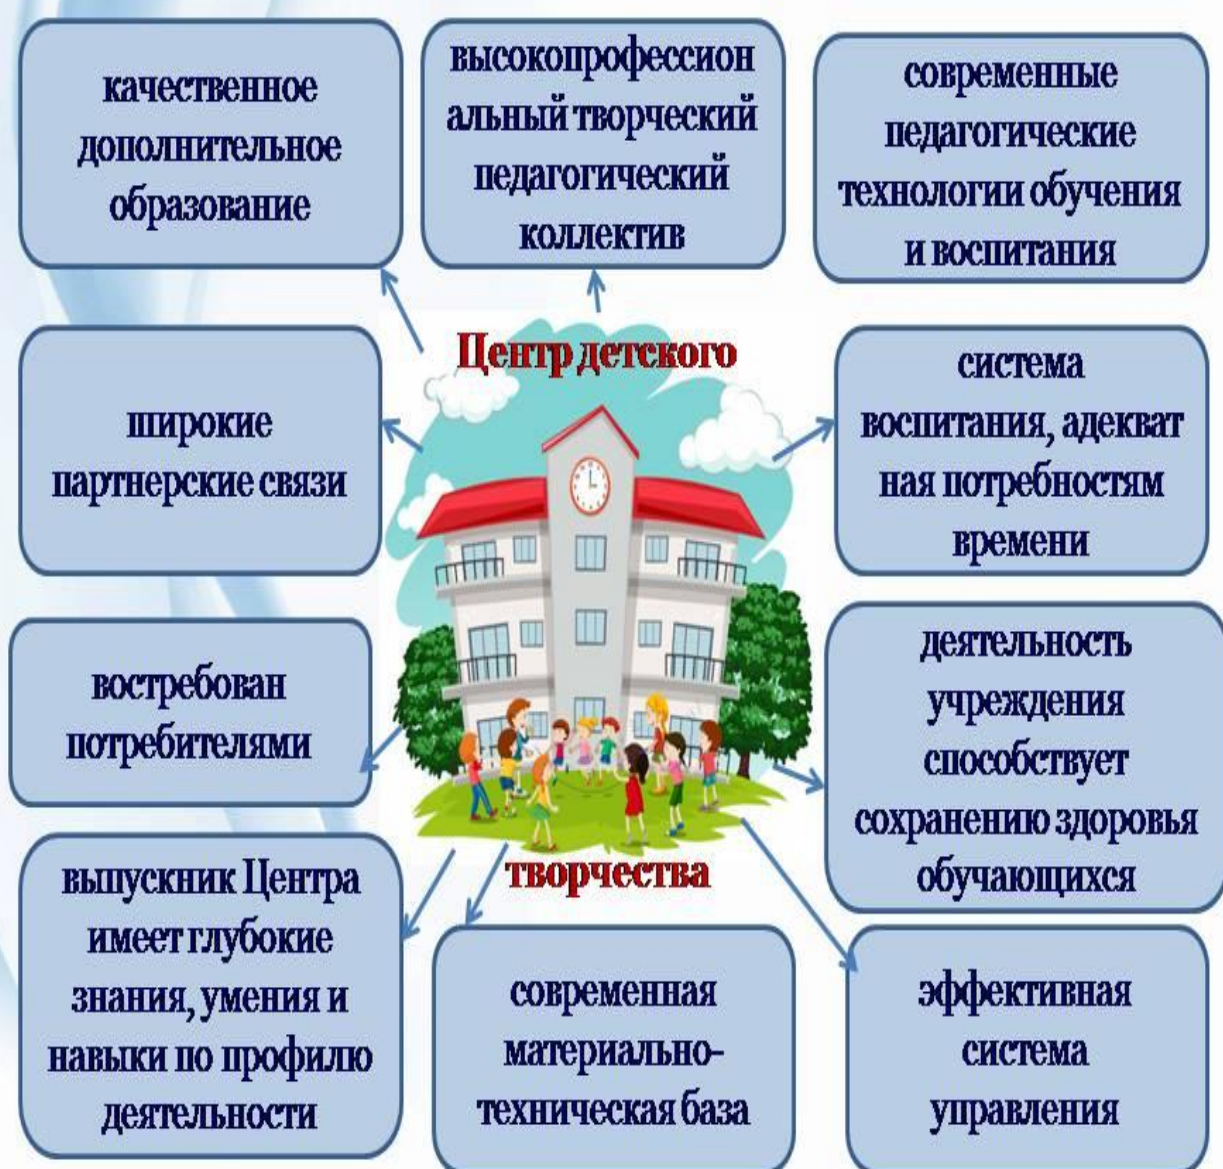 качественное
дополнительное
образование
высокопрофессион
альный творческий
педагогический
коллектив
современные
педагогические
технологии обучения
и воспитания
Центр детского
широкие
партнерские связи
система
воспитания, адекват
ная потребностям
времени
востребован
потребителями
деятельность
учреждения
способствует
сохранению здоровья
обучающихся
творчества
выпускник Центра
имеет глубокие
знания, умения и
навыки по профилю
деятельности
современная
материально-
техническая база
эффективная
система
управления